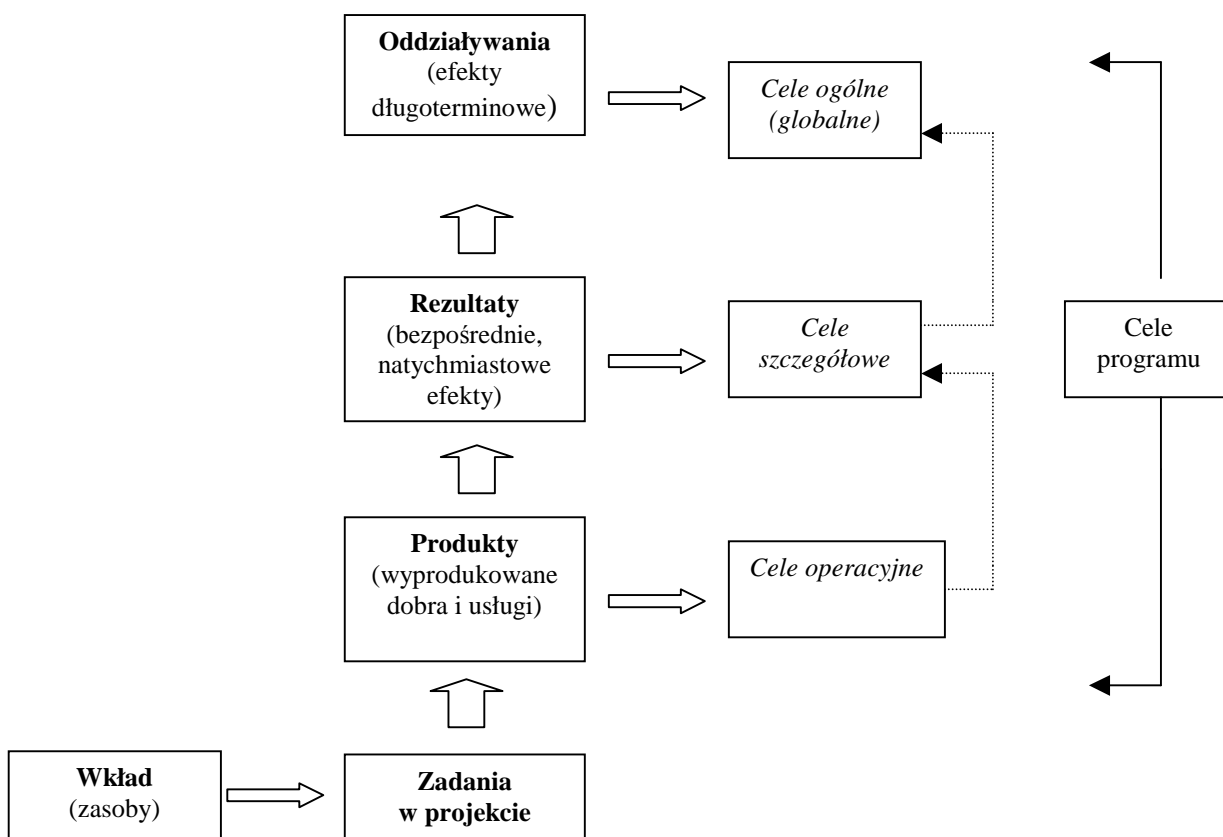 Oddziaływania
(efekty
długoterminowe)
Cele ogólne
(globalne)
Rezultaty
(bezpośrednie,
natychmiastowe
efekty)
Cele
szczegółowe
Cele
programu
Produkty
(wyprodukowane
dobra i usługi)
Cele operacyjne
Wkład
(zasoby)
Zadania
w projekcie